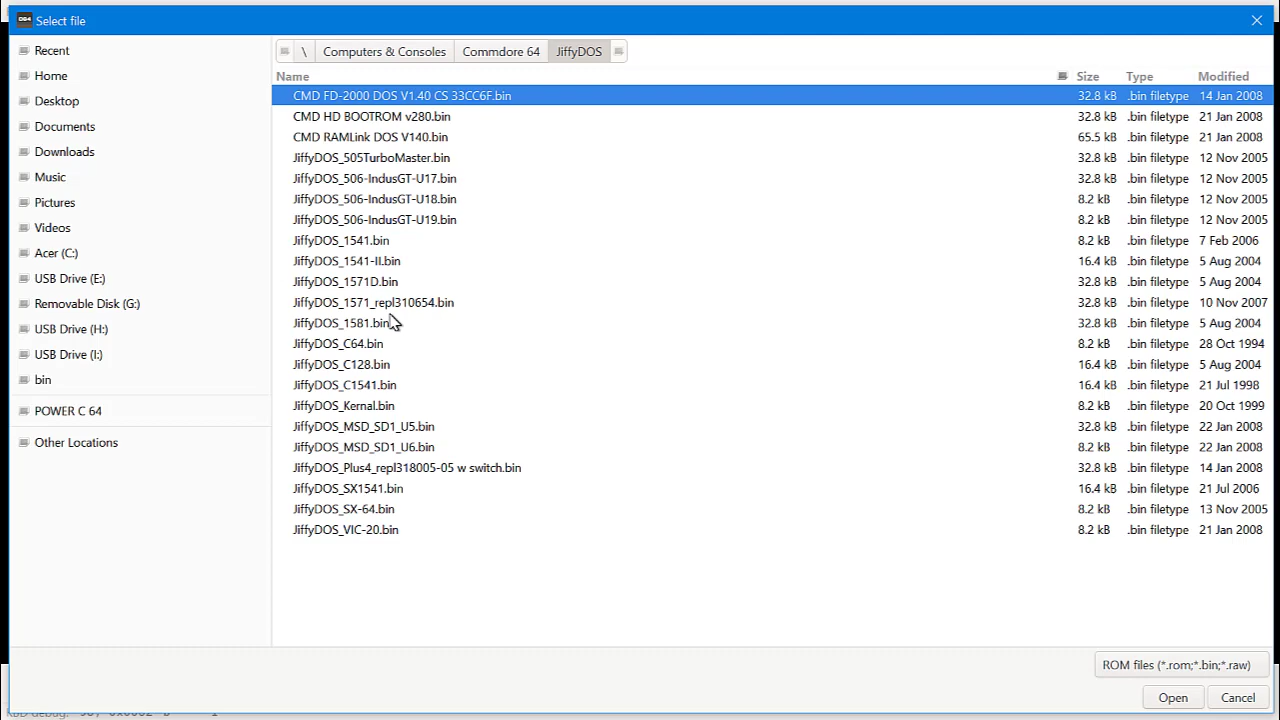 C64 Select file
Recent
Home
Desktop
Documents
Downloads
Music
Pictures
Videos
Acer (C:)
USB Drive (E:)
Removable Disk (G:)
USB Drive (H:)
USB Drive (I:)
bin
POWER C 64
Other Locations
\ Computers & Consoles Commdore 64 JiffyDOS
Name Size Type Modified
CMD FD-2000 DOS V1.40 CS 33CC6F.bin 32.8 kB .bin filetype 14 Jan 2008
CMD HD BOOTROM v280.bin 32.8 kB .bin filetype 21 Jan 2008
CMD RAMLink DOS V140.bin 65.5 kB .bin filetype 21 Jan 2008
JiffyDOS_505TurboMaster.bin 32.8 kB .bin filetype 12 Nov 2005
JiffyDOS_506-IndusGT-U17.bin 32.8 kB .bin filetype 12 Nov 2005
JiffyDOS_506-IndusGT-U18.bin 8.2 kB .bin filetype 12 Nov 2005
JiffyDOS_506-IndusGT-U19.bin 8.2 kB .bin filetype 12 Nov 2005
JiffyDOS_1541.bin 8.2 kB .bin filetype 7 Feb 2006
JiffyDOS_1541-II.bin 16.4 kB .bin filetype 5 Aug 2004
JiffyDOS_1571D.bin 32.8 kB .bin filetype 5 Aug 2004
JiffyDOS_1571_repl310654.bin 32.8 kB .bin filetype 10 Nov 2007
JiffyDOS_1581.bin 32.8 kB .bin filetype 5 Aug 2004
JiffyDOS_C64.bin 8.2 kB .bin filetype 28 Oct 1994
JiffyDOS_C128.bin 16.4 kB .bin filetype 5 Aug 2004
JiffyDOS_C1541.bin 16.4 kB .bin filetype 21 Jul 1998
JiffyDOS_Kernal.bin 8.2 kB .bin filetype 20 Oct 1999
JiffyDOS_MSD_SD1_U5.bin 32.8 kB .bin filetype 22 Jan 2008
JiffyDOS_MSD_SD1_U6.bin 8.2 kB .bin filetype 22 Jan 2008
JiffyDOS_Plus4_repl318005-05 w switch.bin 32.8 kB .bin filetype 14 Jan 2008
JiffyDOS_SX1541.bin 16.4 kB .bin filetype 21 Jul 2006
JiffyDOS_SX-64.bin 8.2 kB .bin filetype 13 Nov 2005
JiffyDOS_VIC-20.bin 8.2 kB .bin filetype 21 Jan 2008
ROM files (*.rom;*.bin;*.raw)
Open Cancel